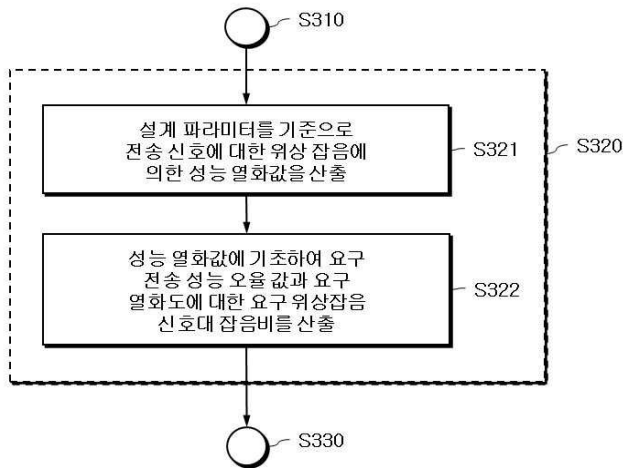 S310
설계 파라미터를 기준으로
전송 신호에 대한 위상 잡음에
의한 성능 열화값을 산출
S321
S320
성능 열화값에 기초하여 요구
전송 성능 오율 값과 요구
열화도에 대한 요구 위상잡음
신호대 잡음비를 산출
S322
S330